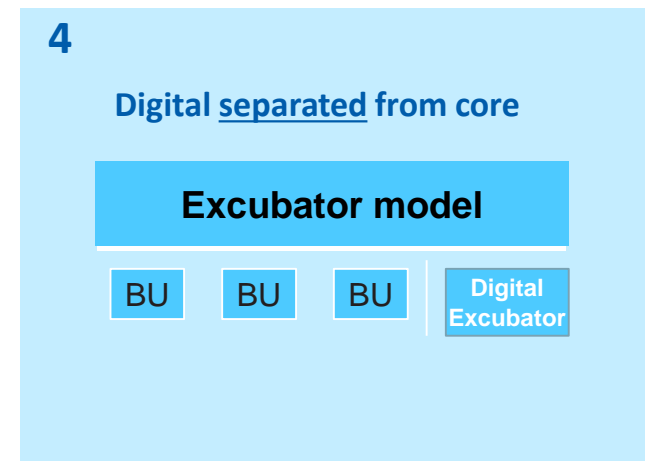 4
Digital separated from core
Excubator model
BU BU BU Digital
Excubator